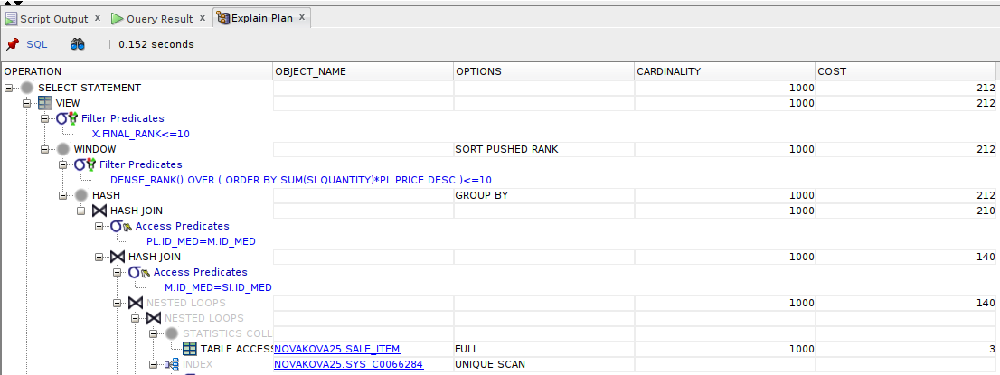 Script Output x Query Result x Explain Plan x
SQL 0.152 seconds
OPERATION OBJECT_NAME OPTIONS CARDINALITY COST
SELECT STATEMENT 1000 212
VIEW 1000 212
Filter Predicates
X.FINAL_RANK<=10
WINDOW SORT PUSHED RANK 1000 212
Filter Predicates
DENSE_RANK() OVER ( ORDER BY SUM(SI.QUANTITY)*PL.PRICE DESC )<=10
HASH GROUP BY 1000 212
HASH JOIN 1000 210
Access Predicates
PL.ID_MED=M.ID_MED
HASH JOIN 1000 140
Access Predicates
M.ID_MED=SI.ID_MED
NESTED LOOPS 1000 140
NESTED LOOPS
STATISTICS COLL
TABLE ACCESS NOVAKOVA25.SALE_ITEM FULL 1000 3
INDEX NOVAKOVA25.SYS_C0066284 UNIQUE SCAN